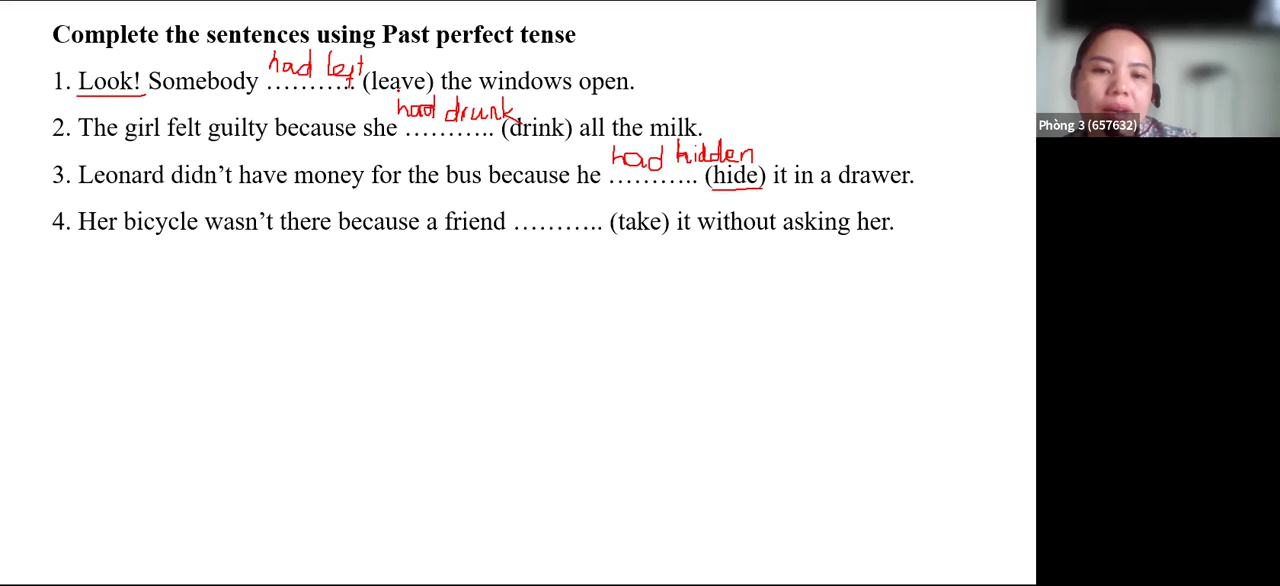 Complete the sentences using Past perfect tense
had left
1. Look! Somebody ………. (leave) the windows open.
had drunk
2. The girl felt guilty because she ……….. (drink) all the milk.
had hidden
3. Leonard didn’t have money for the bus because he ……….. (hide) it in a drawer.
4. Her bicycle wasn’t there because a friend ……….. (take) it without asking her.
Phòng 3 (657632)